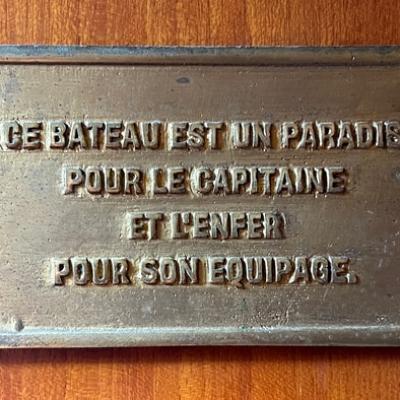 CE BATEAU EST UN PARADIS
POUR LE CAPITAINE
ET L'ENFER
POUR SON EQUIPAGE.